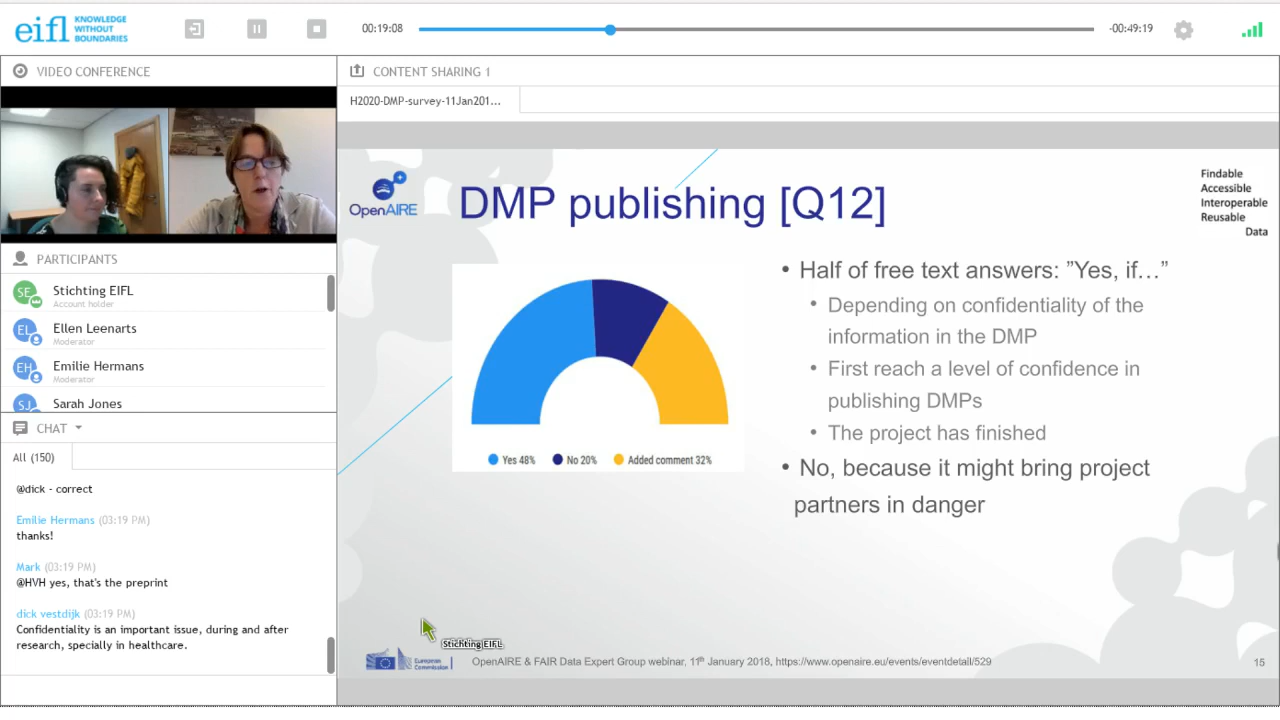 eifl KNOWLEDGE
WITHOUT
BOUNDARIES
00:19:08
-00:49:19
VIDEO CONFERENCE
CONTENT SHARING 1
H2020-DMP-survey-11Jan201...
PARTICIPANTS
SE Stichting EIFL
Account holder
EL Ellen Leenarts
Moderator
EH Emilie Hermans
Moderator
SJ Sarah Jones
CHAT
All (150)
@dick - correct
Emilie Hermans (03:19 PM)
thanks!
Mark (03:19 PM)
@HVH yes, that's the preprint
dick vestdijk (03:19 PM)
Confidentiality is an important issue, during and after
research, specially in healthcare.
OpenAIRE
DMP publishing [Q12]
Findable
Accessible
Interoperable
Reusable
Data
Yes 48% No 20% Added comment 32%
• Half of free text answers: ”Yes, if…”
• Depending on confidentiality of the
information in the DMP
• First reach a level of confidence in
publishing DMPs
• The project has finished
• No, because it might bring project
partners in danger
Stichting EIFL
European
Commission
OpenAIRE & FAIR Data Expert Group webinar, 11th January 2018, https://www.openaire.eu/events/eventdetail/529
15